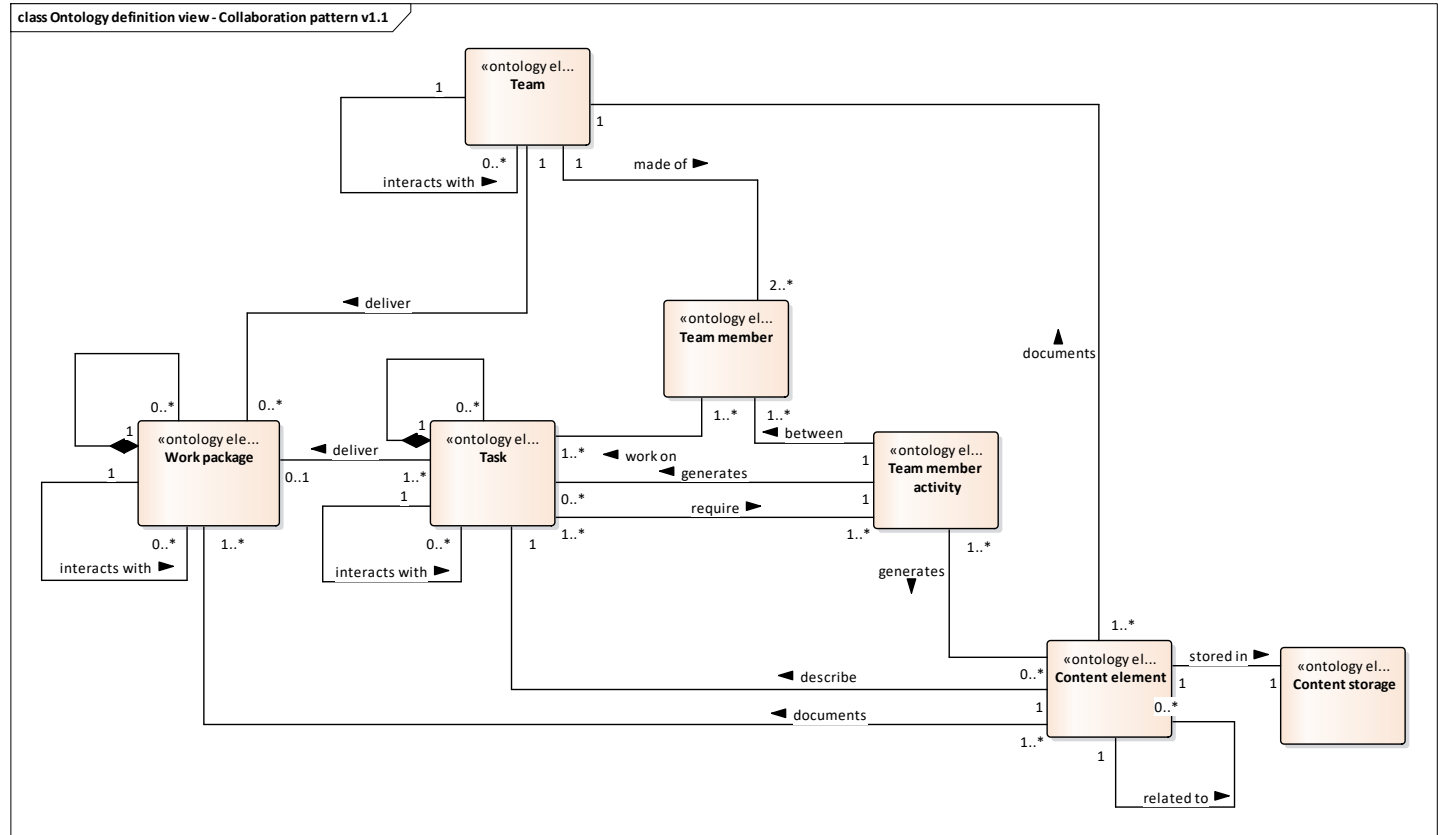 class Ontology definition view - Collaboration pattern v1.1
«ontology el...
Team
1
1
0..*
1
1
made of
interacts with
2..*
deliver
«ontology el...
Team member
documents
0..*
0..*
0..*
1..*
1..*
1
1
between
«ontology ele...
Work package
«ontology el...
Task
«ontology el...
Team member
activity
deliver
1..*
work on
1
generates
1
0..1
1..*
1
0..*
1
require
0..*
1..*
0..*
1
1..*
1..*
1..*
interacts with
interacts with
generates
1..*
«ontology el...
Content element
stored in
«ontology el...
Content storage
describe
0..*
1
1
1
0..*
documents
1..*
1
related to